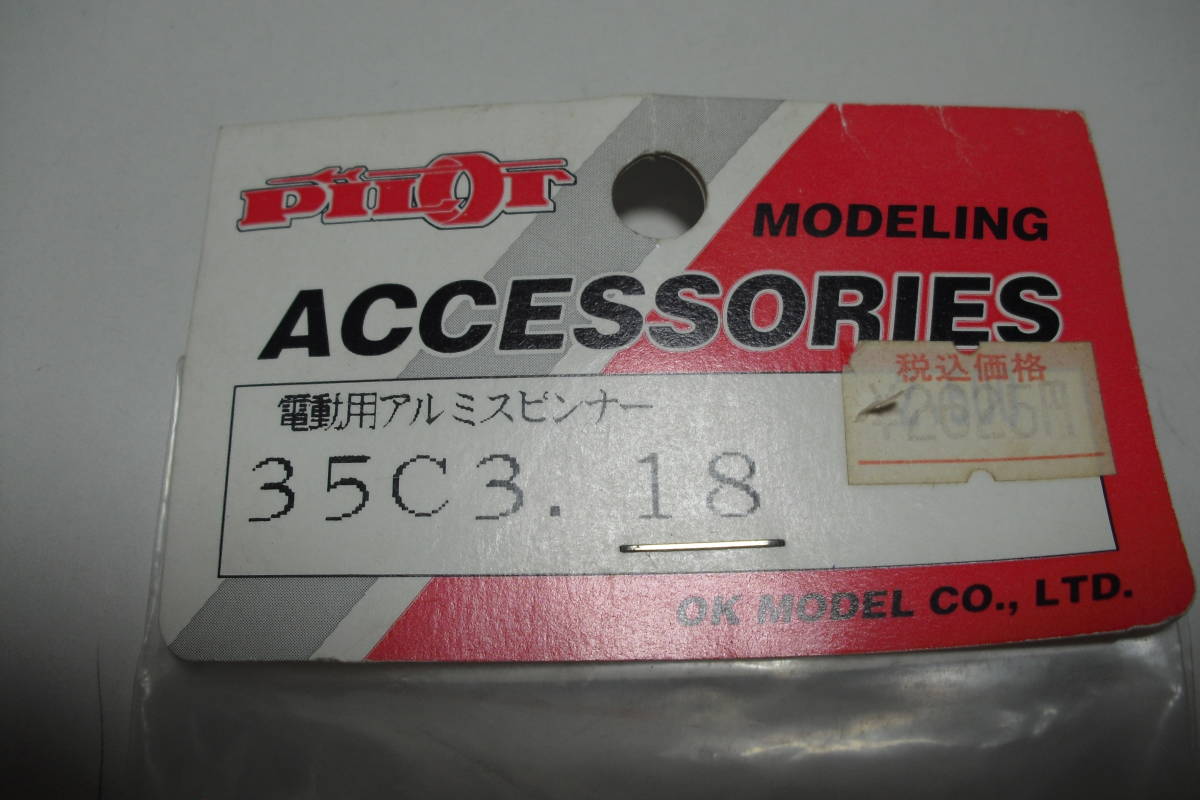 PILOT
MODELING
ACCESSORIES
税込価格
電動用アルミスピンナー
35C3.18
OK MODEL CO., LTD.